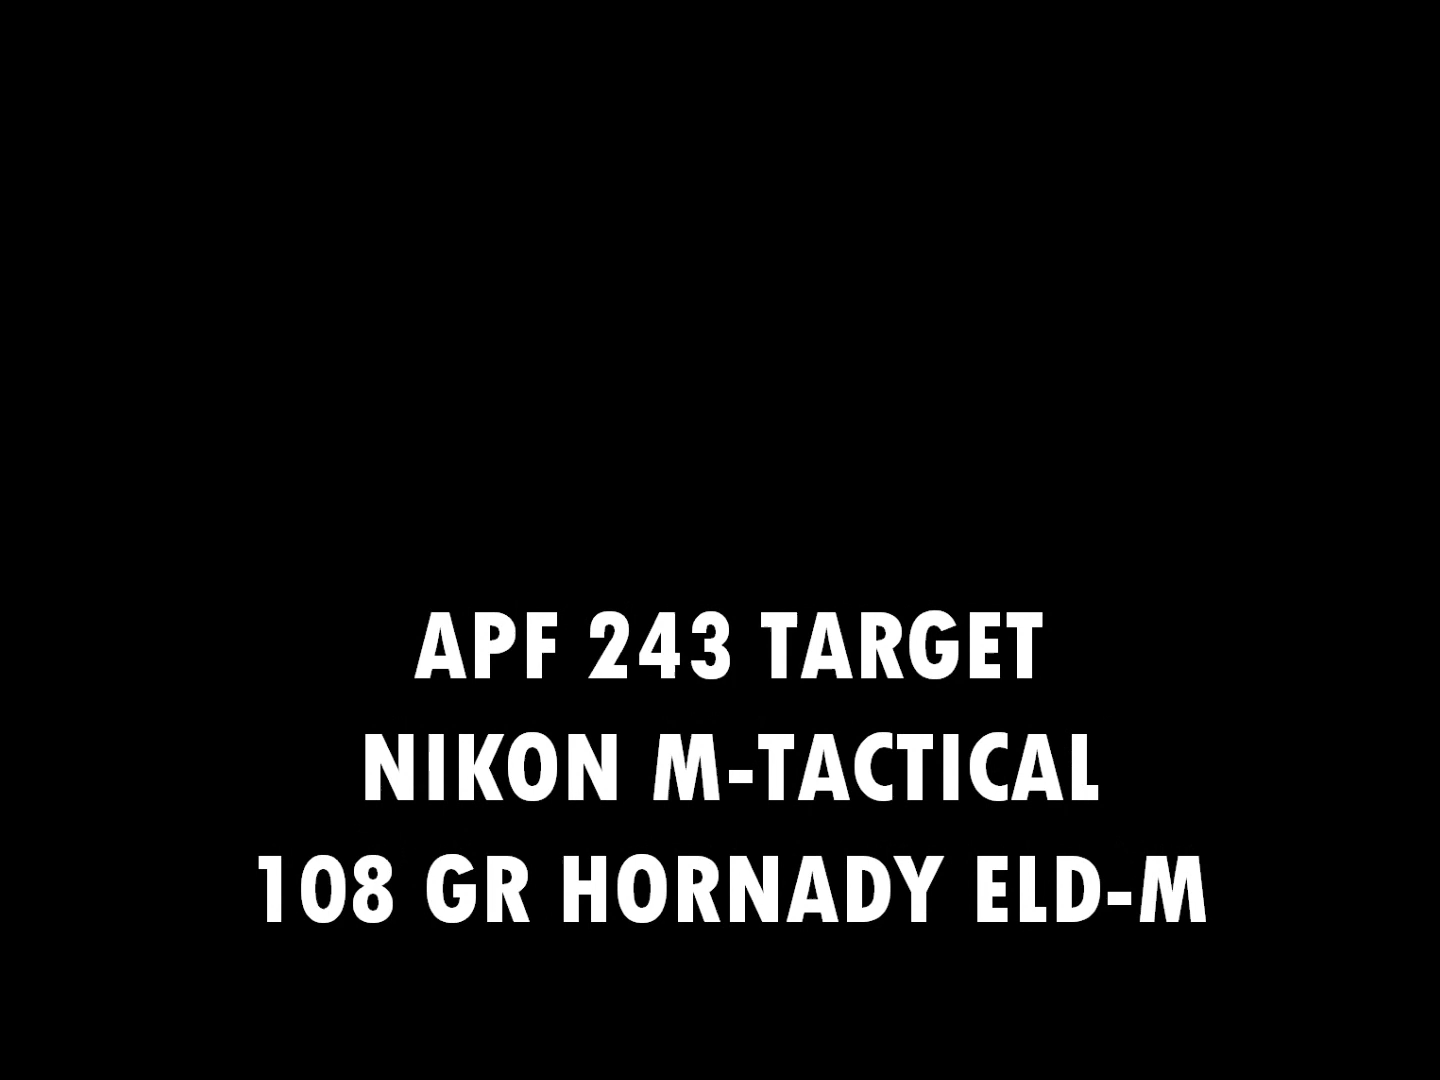 APF 243 TARGET
NIKON M-TACTICAL
108 GR HORNADY ELD-M